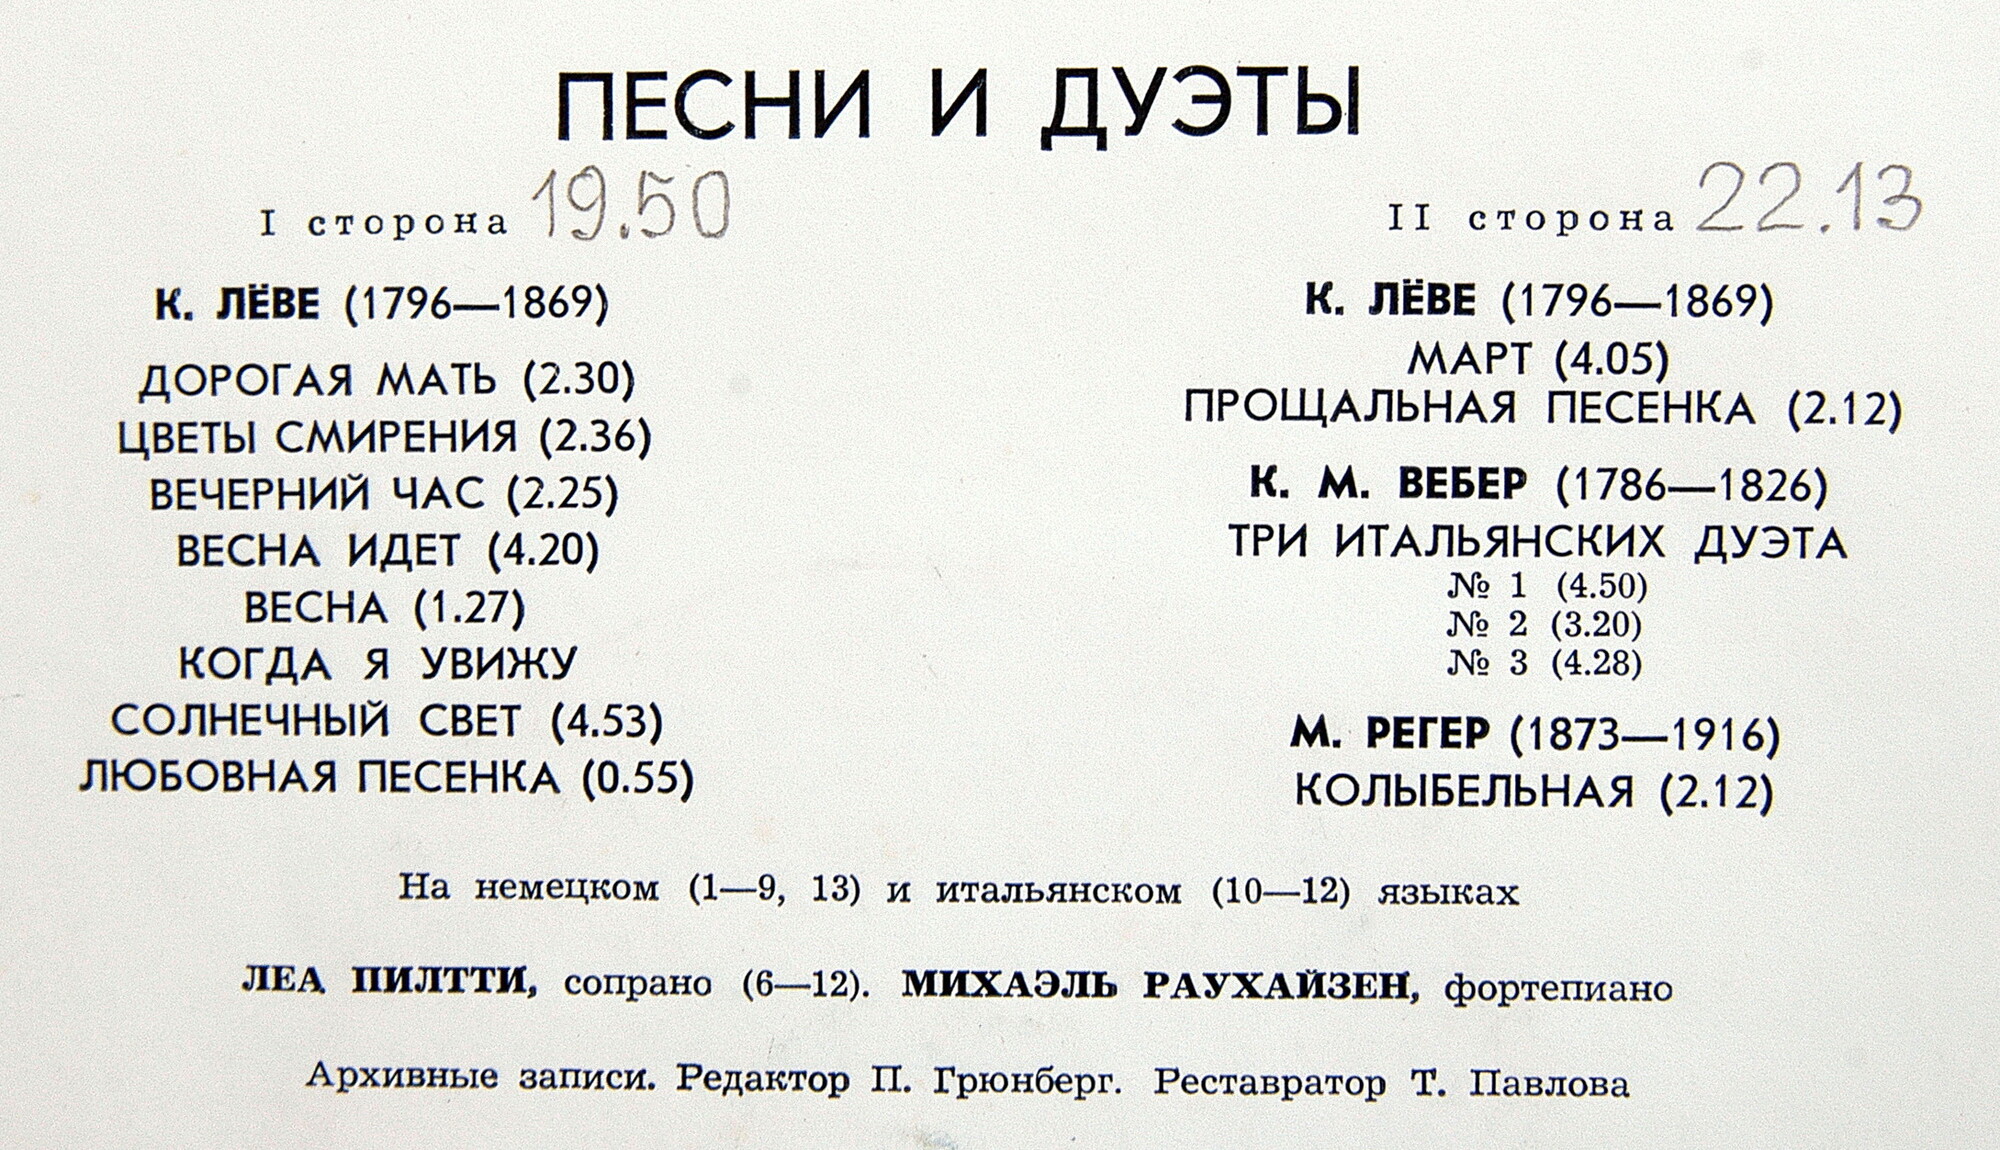 ПЕСНИ И ДУЭТЫ
I сторона 19.50
К. ЛЁВЕ (1796—1869)
ДОРОГАЯ МАТЬ (2.30)
ЦВЕТЫ СМИРЕНИЯ (2.36)
ВЕЧЕРНИЙ ЧАС (2.25)
ВЕСНА ИДЕТ (4.20)
ВЕСНА (1.27)
КОГДА Я УВИЖУ
СОЛНЕЧНЫЙ СВЕТ (4.53)
ЛЮБОВНАЯ ПЕСЕНКА (0.55)
II сторона 22.13
К. ЛЁВЕ (1796—1869)
МАРТ (4.05)
ПРОЩАЛЬНАЯ ПЕСЕНКА (2.12)
К. М. ВЕБЕР (1786—1826)
ТРИ ИТАЛЬЯНСКИХ ДУЭТА
№ 1 (4.50)
№ 2 (3.20)
№ 3 (4.28)
М. РЕГЕР (1873—1916)
КОЛЫБЕЛЬНАЯ (2.12)
На немецком (1—9, 13) и итальянском (10—12) языках
ЛЕА ПИЛТТИ, сопрано (6—12). МИХАЭЛЬ РАУХАЙЗЕН, фортепиано
Архивные записи. Редактор П. Грюнберг. Реставратор Т. Павлова